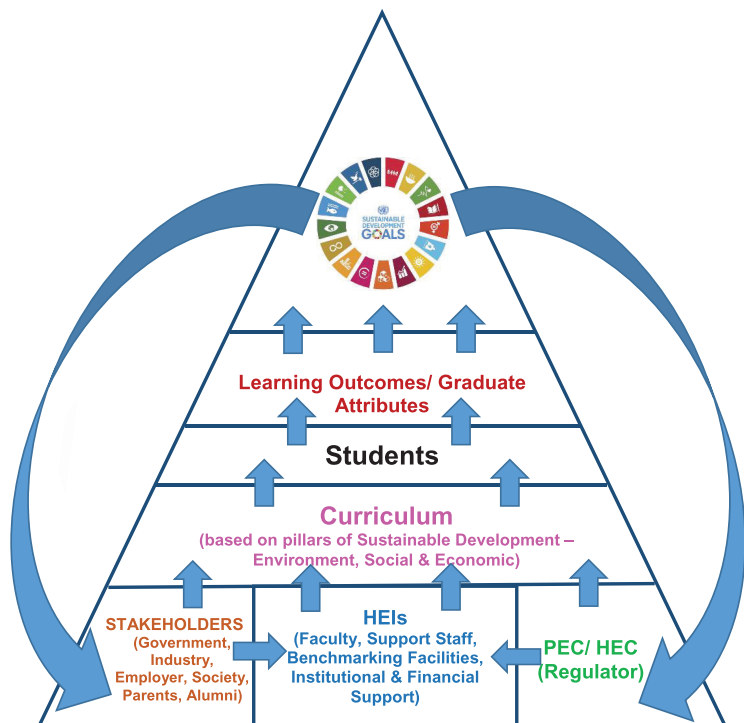 SUSTAINABLE
DEVELOPMENT
GOALS
Learning Outcomes/ Graduate
Attributes
Students
Curriculum
(based on pillars of Sustainable Development –
Environment, Social & Economic)
STAKEHOLDERS
(Government,
Industry,
Employer, Society,
Parents, Alumni)
HEIs
(Faculty, Support Staff,
Benchmarking Facilities,
Institutional & Financial
Support)
PEC/ HEC
(Regulator)